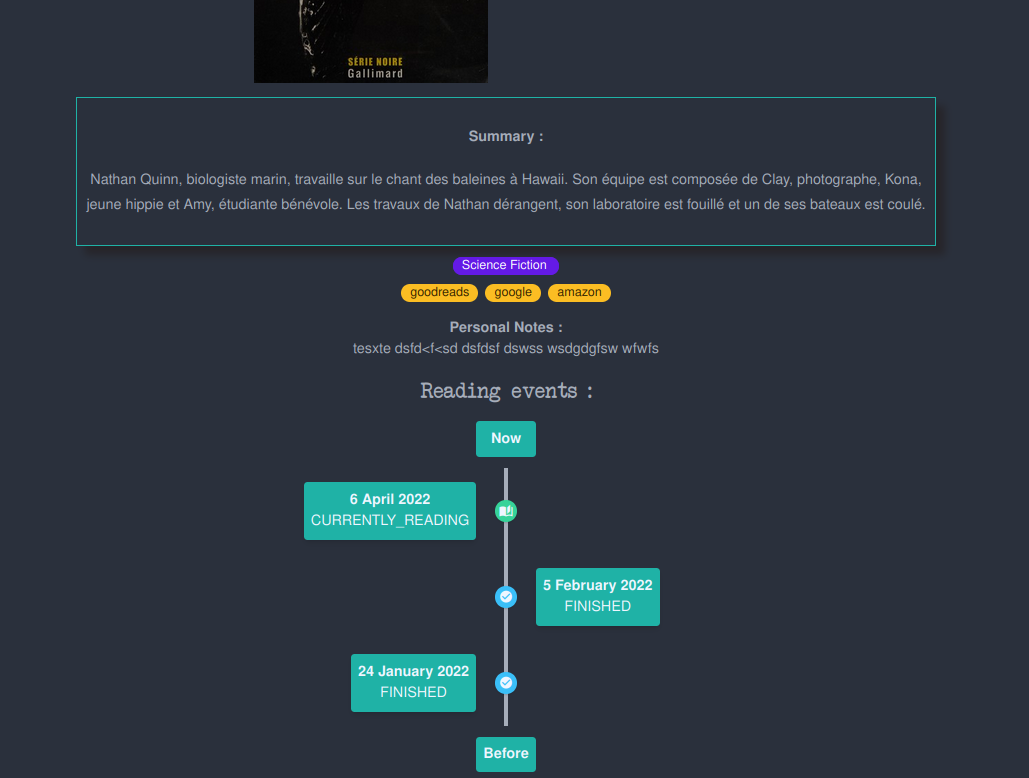 SÉRIE NOIRE
Gallimard
Summary :
Nathan Quinn, biologiste marin, travaille sur le chant des baleines à Hawaii. Son équipe est composée de Clay, photographe, Kona,
jeune hippie et Amy, étudiante bénévole. Les travaux de Nathan dérangent, son laboratoire est fouillé et un de ses bateaux est coulé.
Science Fiction
goodreads google amazon
Personal Notes :
tesxte dsfd<f<sd dsfdsf dswss wsdgdgfsw wfwfs
Reading events :
Now
6 April 2022
CURRENTLY_READING
5 February 2022
FINISHED
24 January 2022
FINISHED
Before